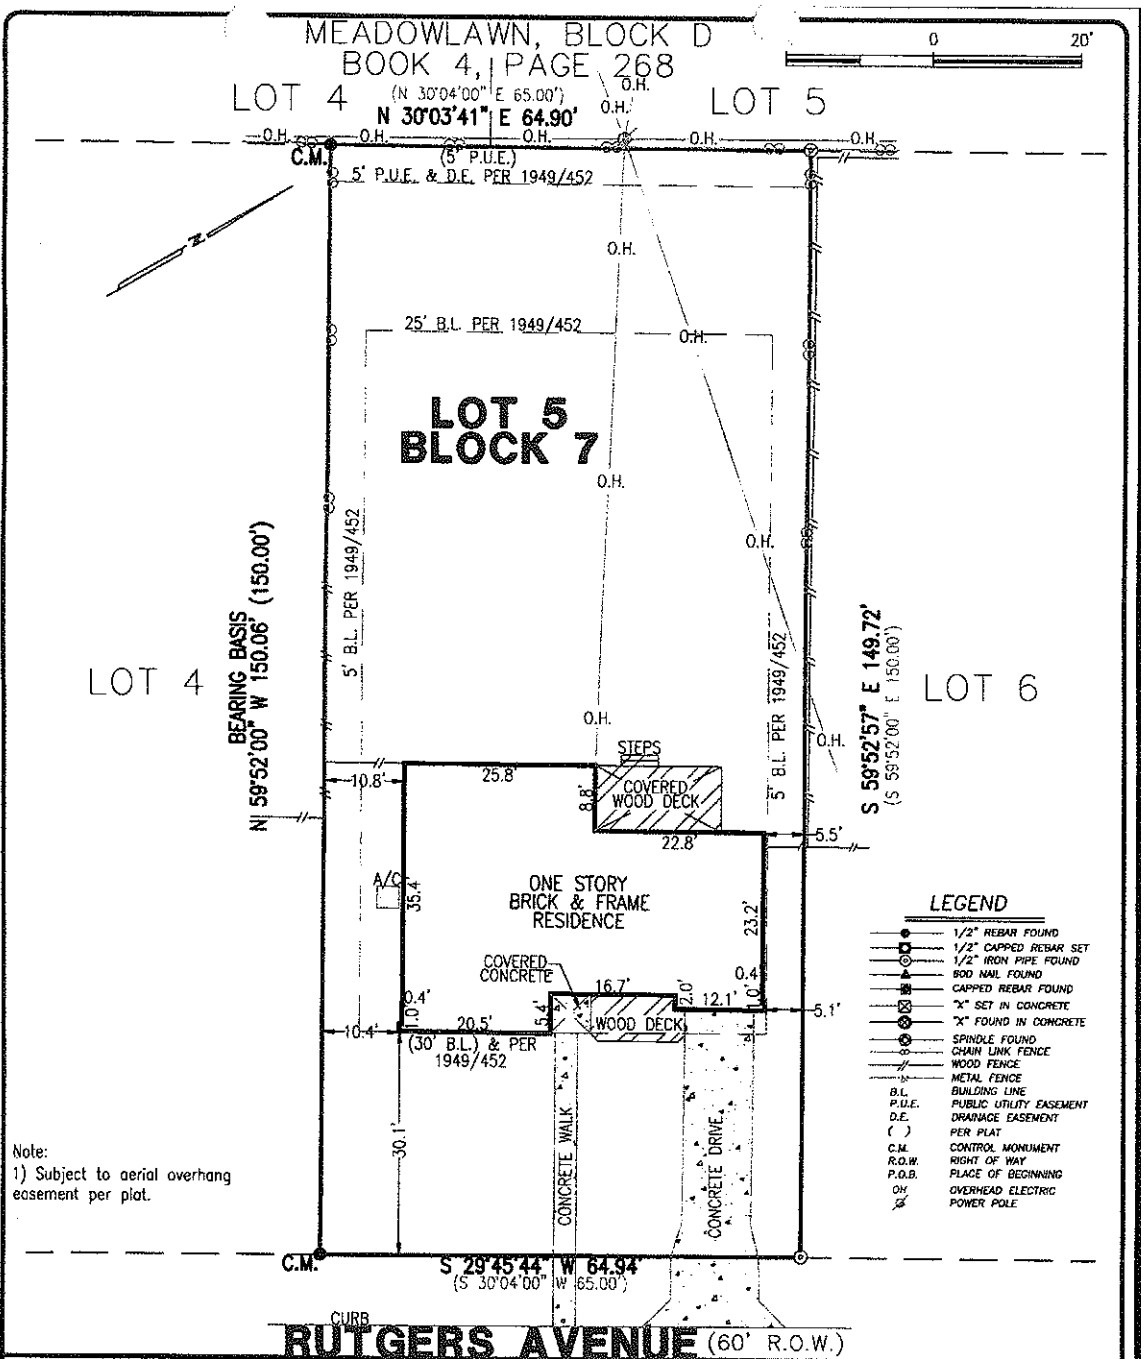 MEADOWLAWN, BLOCK D
BOOK 4, PAGE 268
0 20'
LOT 4
(N 30°04'00" E 65.00')
N 30°03'41" E 64.90'
O.H.
O.H.
LOT 5
O.H. O.H. O.H. O.H. O.H.
C.M.
(5' P.U.E.)
5' P.U.E. & D.E. PER 1949/452
N
O.H.
25' B.L. PER 1949/452
O.H.
LOT 5
BLOCK 7
O.H.
O.H.
5' B.L. PER 1949/452
BEARING BASIS
N 59°52'00" W 150.06' (150.00')
LOT 4
5' B.L. PER 1949/452
S 59°52'57" E 149.72'
(S 59°52'00" E 150.00')
LOT 6
O.H.
O.H.
STEPS
10.8'
25.8'
8.8'
COVERED
WOOD DECK
22.8'
5.5'
A/C
35.4'
ONE STORY
BRICK & FRAME
RESIDENCE
23.2'
COVERED
CONCRETE
16.7'
0.4'
1.0'
5.4'
WOOD DECK
2.0'
12.1'
0.4'
1.0'
5.1'
10.4'
20.5'
(30' B.L.) & PER
1949/452
30.1'
CONCRETE WALK
CONCRETE DRIVE
LEGEND
1/2" REBAR FOUND
1/2" CAPPED REBAR SET
1/2" IRON PIPE FOUND
60D NAIL FOUND
CAPPED REBAR FOUND
"X" SET IN CONCRETE
"X" FOUND IN CONCRETE
SPINDLE FOUND
CHAIN LINK FENCE
WOOD FENCE
METAL FENCE
B.L. BUILDING LINE
P.U.E. PUBLIC UTILITY EASEMENT
D.E. DRAINAGE EASEMENT
( ) PER PLAT
C.M. CONTROL MONUMENT
R.O.W. RIGHT OF WAY
P.O.B. PLACE OF BEGINNING
OH OVERHEAD ELECTRIC
POWER POLE
Note:
1) Subject to aerial overhang
easement per plat.
C.M.
S 29°45'44" W 64.94'
(S 30°04'00" W 65.00')
CURB
RUTGERS AVENUE (60' R.O.W.)